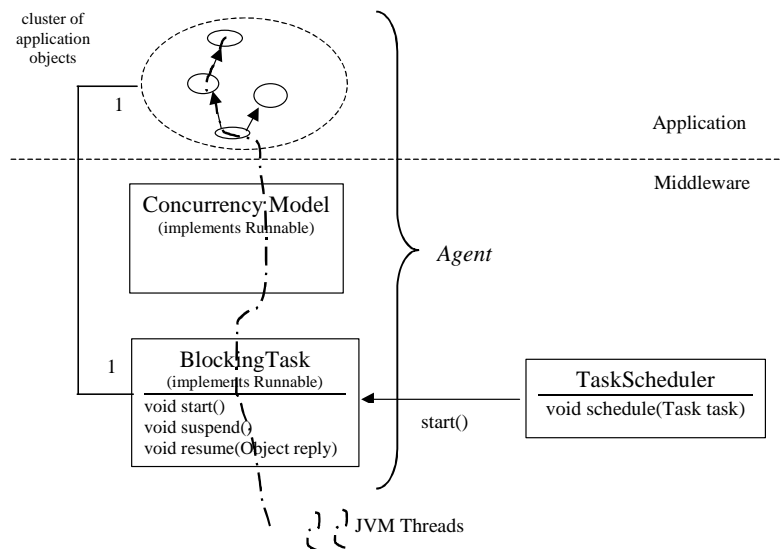 cluster of
application
objects
1
Application
Middleware
Concurrency Model
(implements Runnable)
Agent
1
BlockingTask
(implements Runnable)
void start()
void suspend()
void resume(Object reply)
start()
TaskScheduler
void schedule(Task task)
JVM Threads